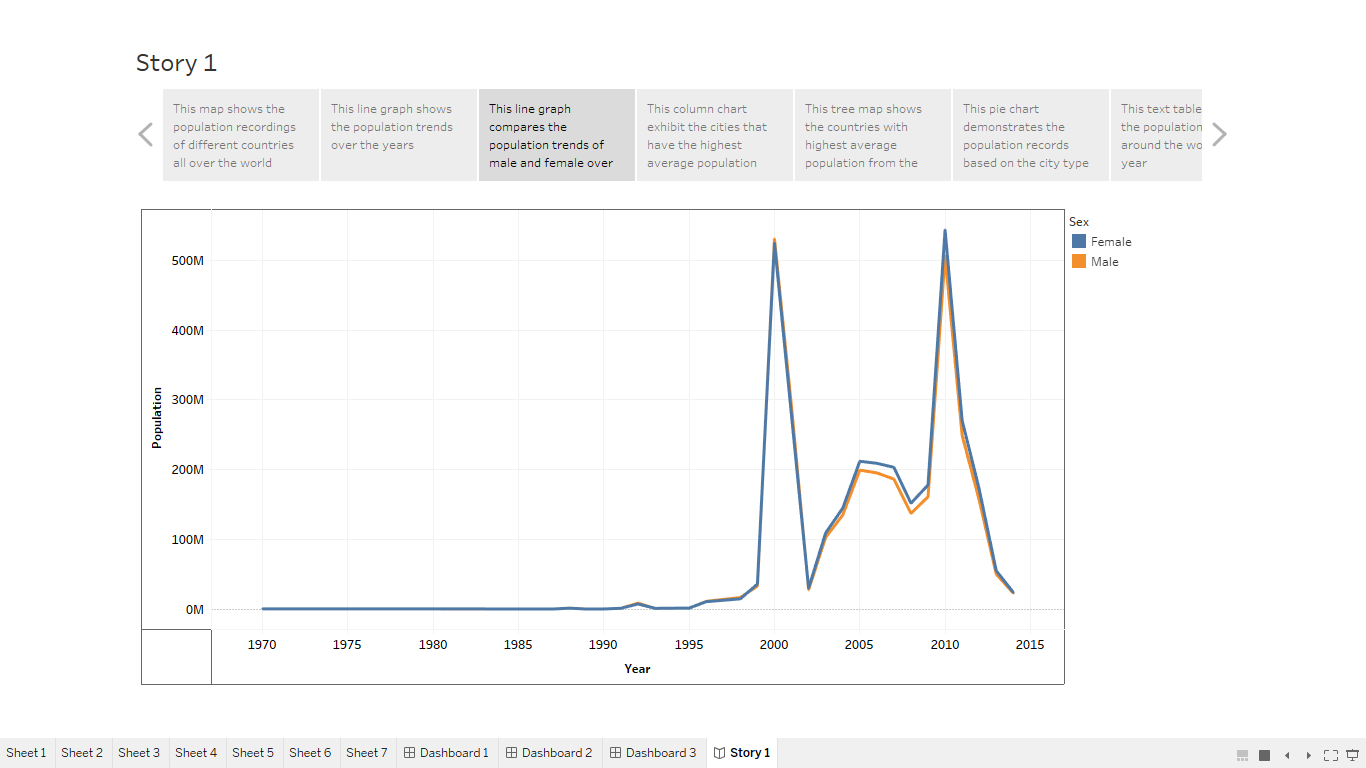 Story 1
This map shows the
population recordings
of different countries
all over the world
This line graph shows
the population trends
over the years
This line graph
compares the
population trends of
male and female over
This column chart
exhibit the cities that
have the highest
average population
This tree map shows
the countries with
highest average
population from the
This pie chart
demonstrates the
population records
based on the city type
This text table
the population
around the wo
year
Sex
Female
Male
500M
400M
300M
200M
100M
0M
Population
1970 1975 1980 1985 1990 1995 2000 2005 2010 2015
Year
Sheet 1 Sheet 2 Sheet 3 Sheet 4 Sheet 5 Sheet 6 Sheet 7 Dashboard 1 Dashboard 2 Dashboard 3 Story 1